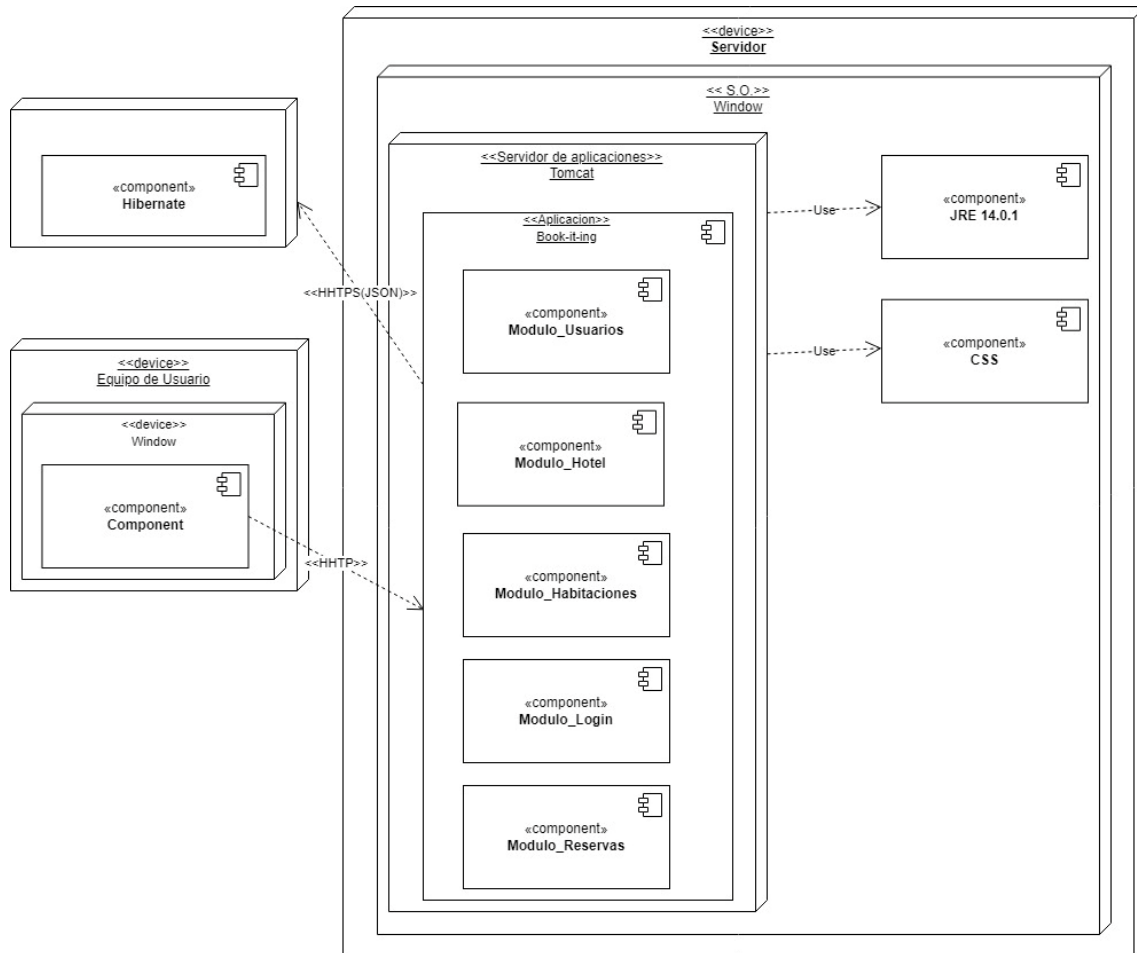 <<device>>
Servidor
<< S.O.>>
Window
<<Servidor de aplicaciones>>
Tomcat
<<Aplicacion>>
Book-it-ing
«component»
Hibernate
«component»
JRE 14.0.1
Use
<<HHTPS(JSON)>>
«component»
Modulo_Usuarios
«component»
CSS
Use
<<device>>
Equipo de Usuario
<<device>>
Window
«component»
Component
<<HHTP>>
«component»
Modulo_Hotel
«component»
Modulo_Habitaciones
«component»
Modulo_Login
«component»
Modulo_Reservas